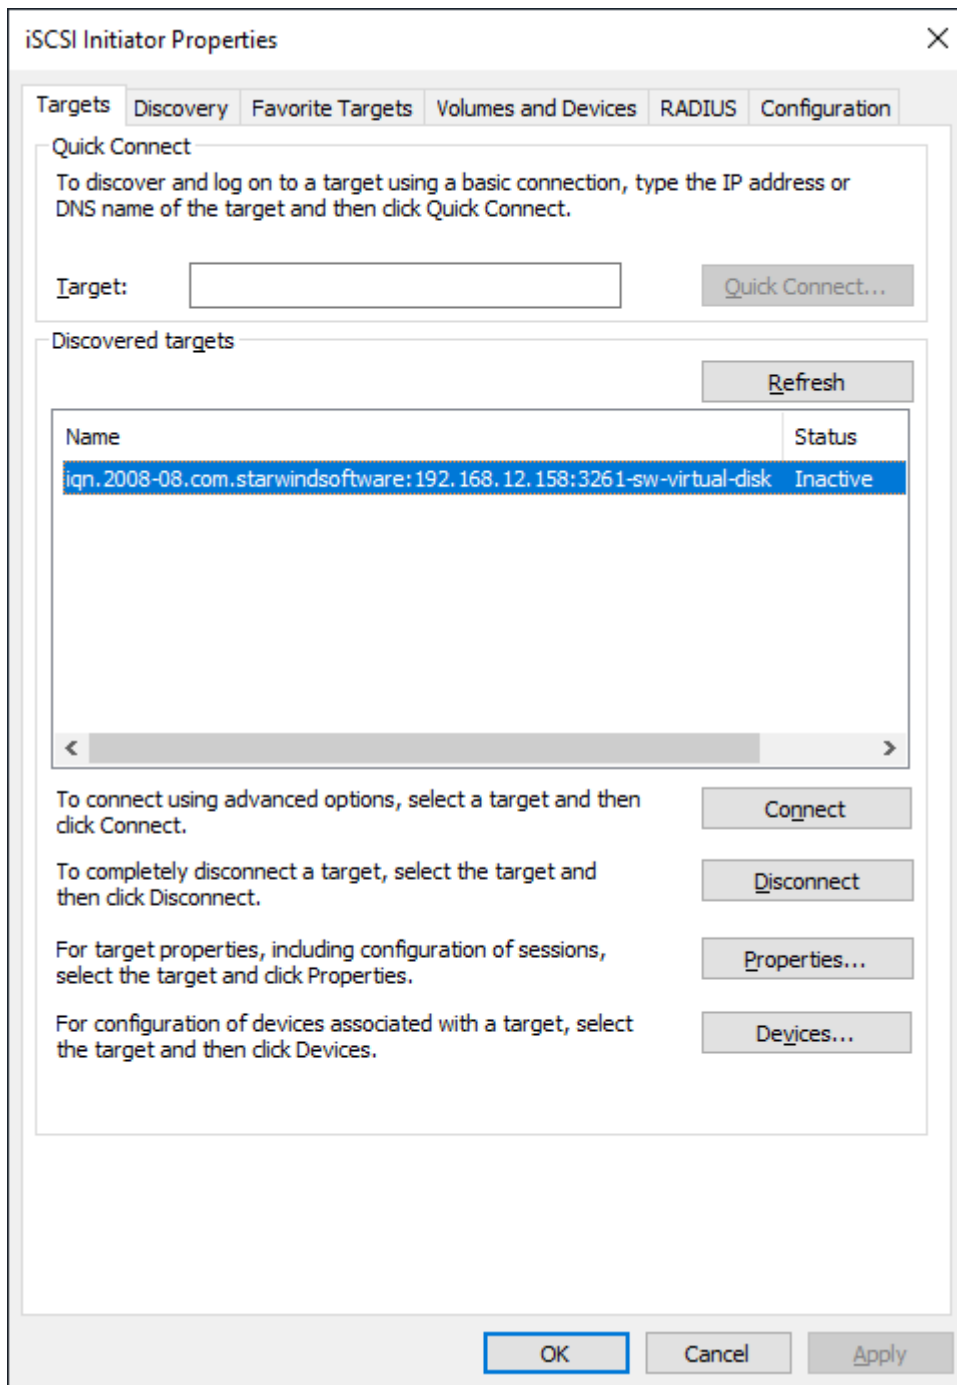 iSCSI Initiator Properties
Targets Discovery Favorite Targets Volumes and Devices RADIUS Configuration
Quick Connect
To discover and log on to a target using a basic connection, type the IP address or
DNS name of the target and then click Quick Connect.
Target:
Quick Connect...
Discovered targets
Refresh
Name Status
iqn.2008-08.com.starwindsoftware:192.168.12.158:3261-sw-virtual-disk Inactive
To connect using advanced options, select a target and then
click Connect.
Connect
To completely disconnect a target, select the target and
then click Disconnect.
Disconnect
For target properties, including configuration of sessions,
select the target and click Properties.
Properties...
For configuration of devices associated with a target, select
the target and then click Devices.
Devices...
OK Cancel Apply